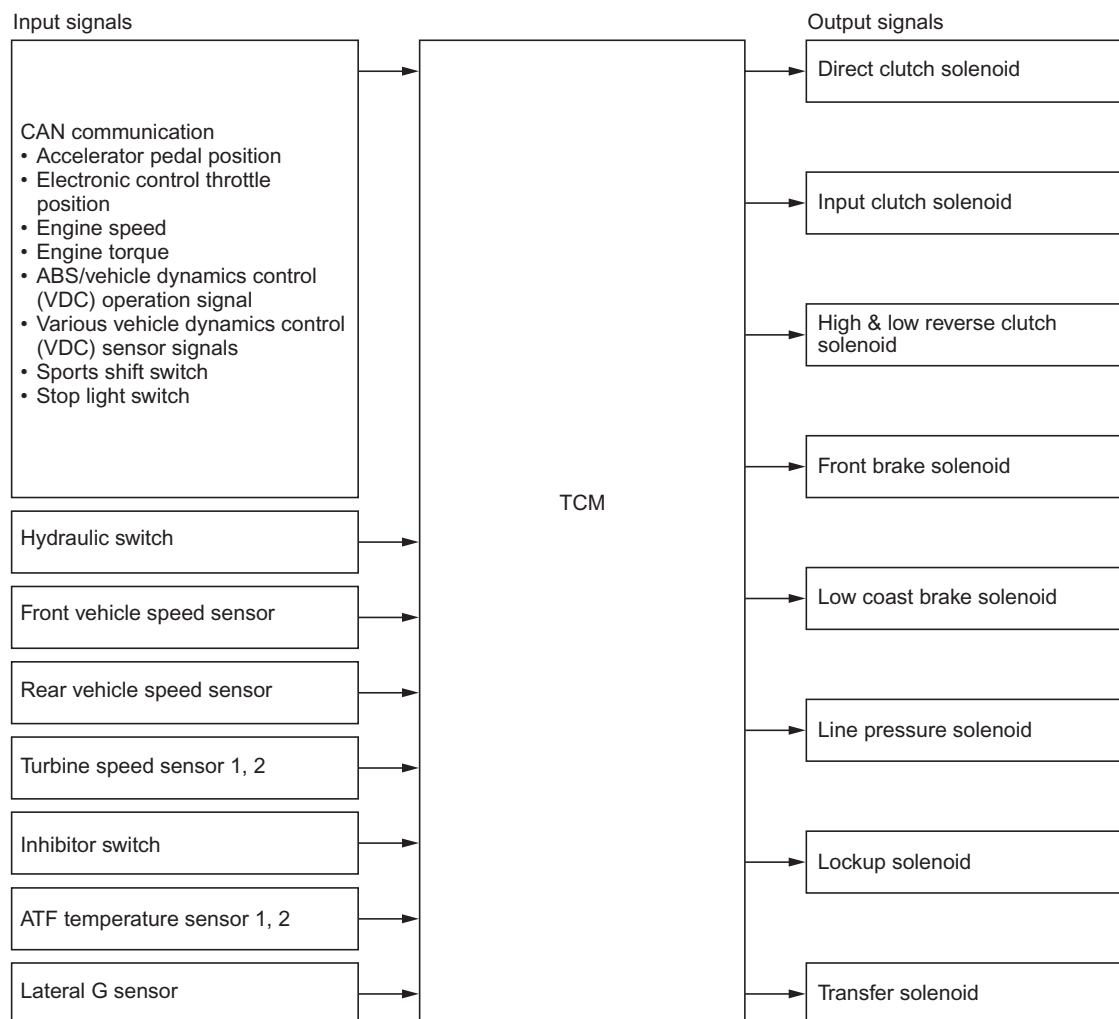 Input signals
CAN communication
• Accelerator pedal position
• Electronic control throttle
position
• Engine speed
• Engine torque
• ABS/vehicle dynamics control
(VDC) operation signal
• Various vehicle dynamics control
(VDC) sensor signals
• Sports shift switch
• Stop light switch
Hydraulic switch
Front vehicle speed sensor
Rear vehicle speed sensor
Turbine speed sensor 1, 2
Inhibitor switch
ATF temperature sensor 1, 2
Lateral G sensor
TCM
Output signals
Direct clutch solenoid
Input clutch solenoid
High & low reverse clutch
solenoid
Front brake solenoid
Low coast brake solenoid
Line pressure solenoid
Lockup solenoid
Transfer solenoid